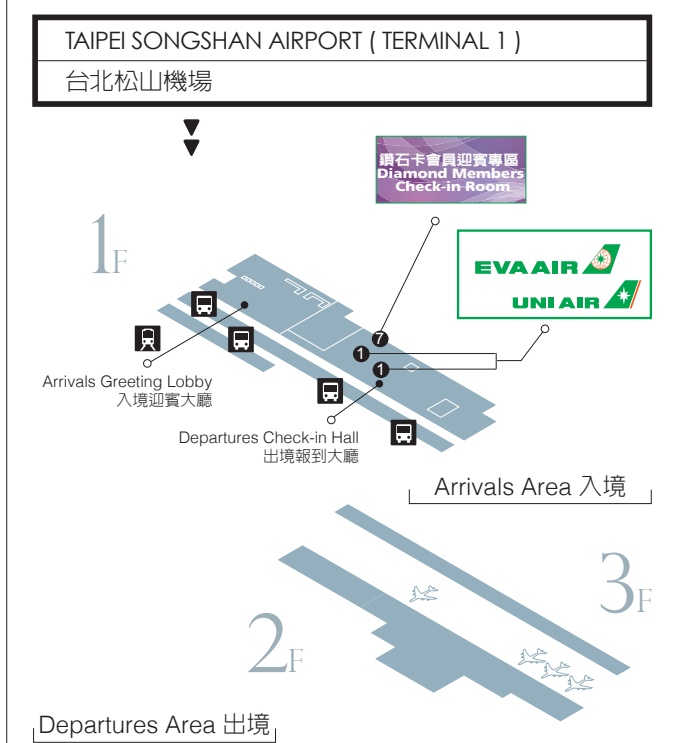 TAIPEI SONGSHAN AIRPORT ( TERMINAL 1 )
台北松山機場
鑽石卡會員迎賓專區
Diamond Members
Check-in Room
1F
EVA AIR
UNI AIR
7
1
1
Arrivals Greeting Lobby
入境迎賓大廳
Departures Check-in Hall
出境報到大廳
Arrivals Area 入境
3F
2F
Departures Area 出境